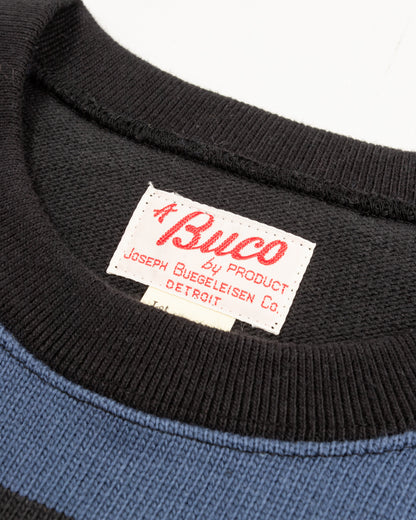 A Buco
by PRODUCT
JOSEPH BUEGELEISEN Co.
DETROIT